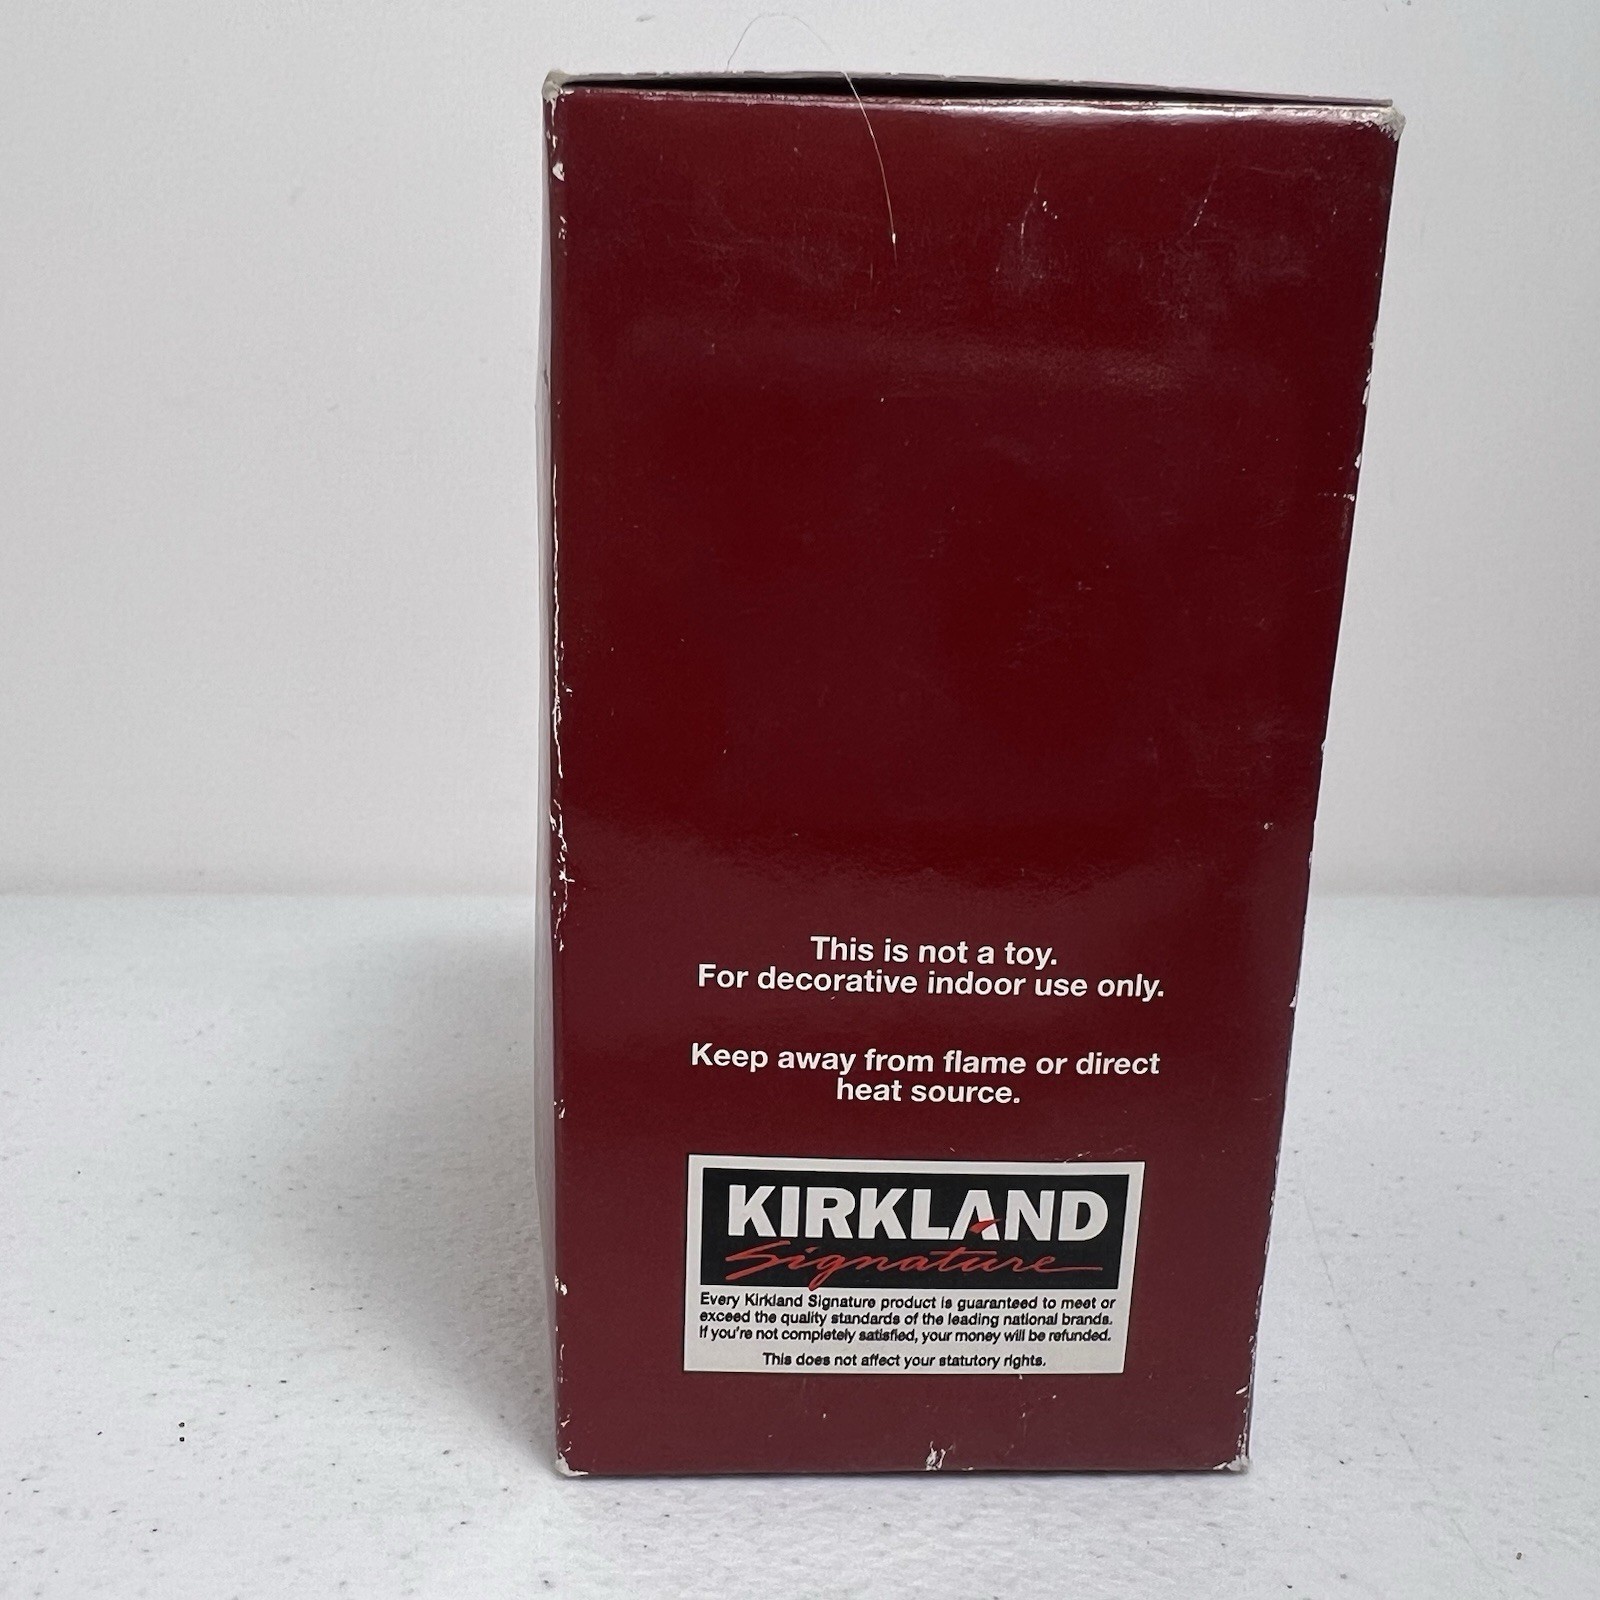 This is not a toy.
For decorative indoor use only.
Keep away from flame or direct
heat source.
KIRKLAND
Signature
Every Kirkland Signature product is guaranteed to meet or
exceed the quality standards of the leading national brands.
If you're not completely satisfied, your money will be refunded.
This does not affect your statutory rights.